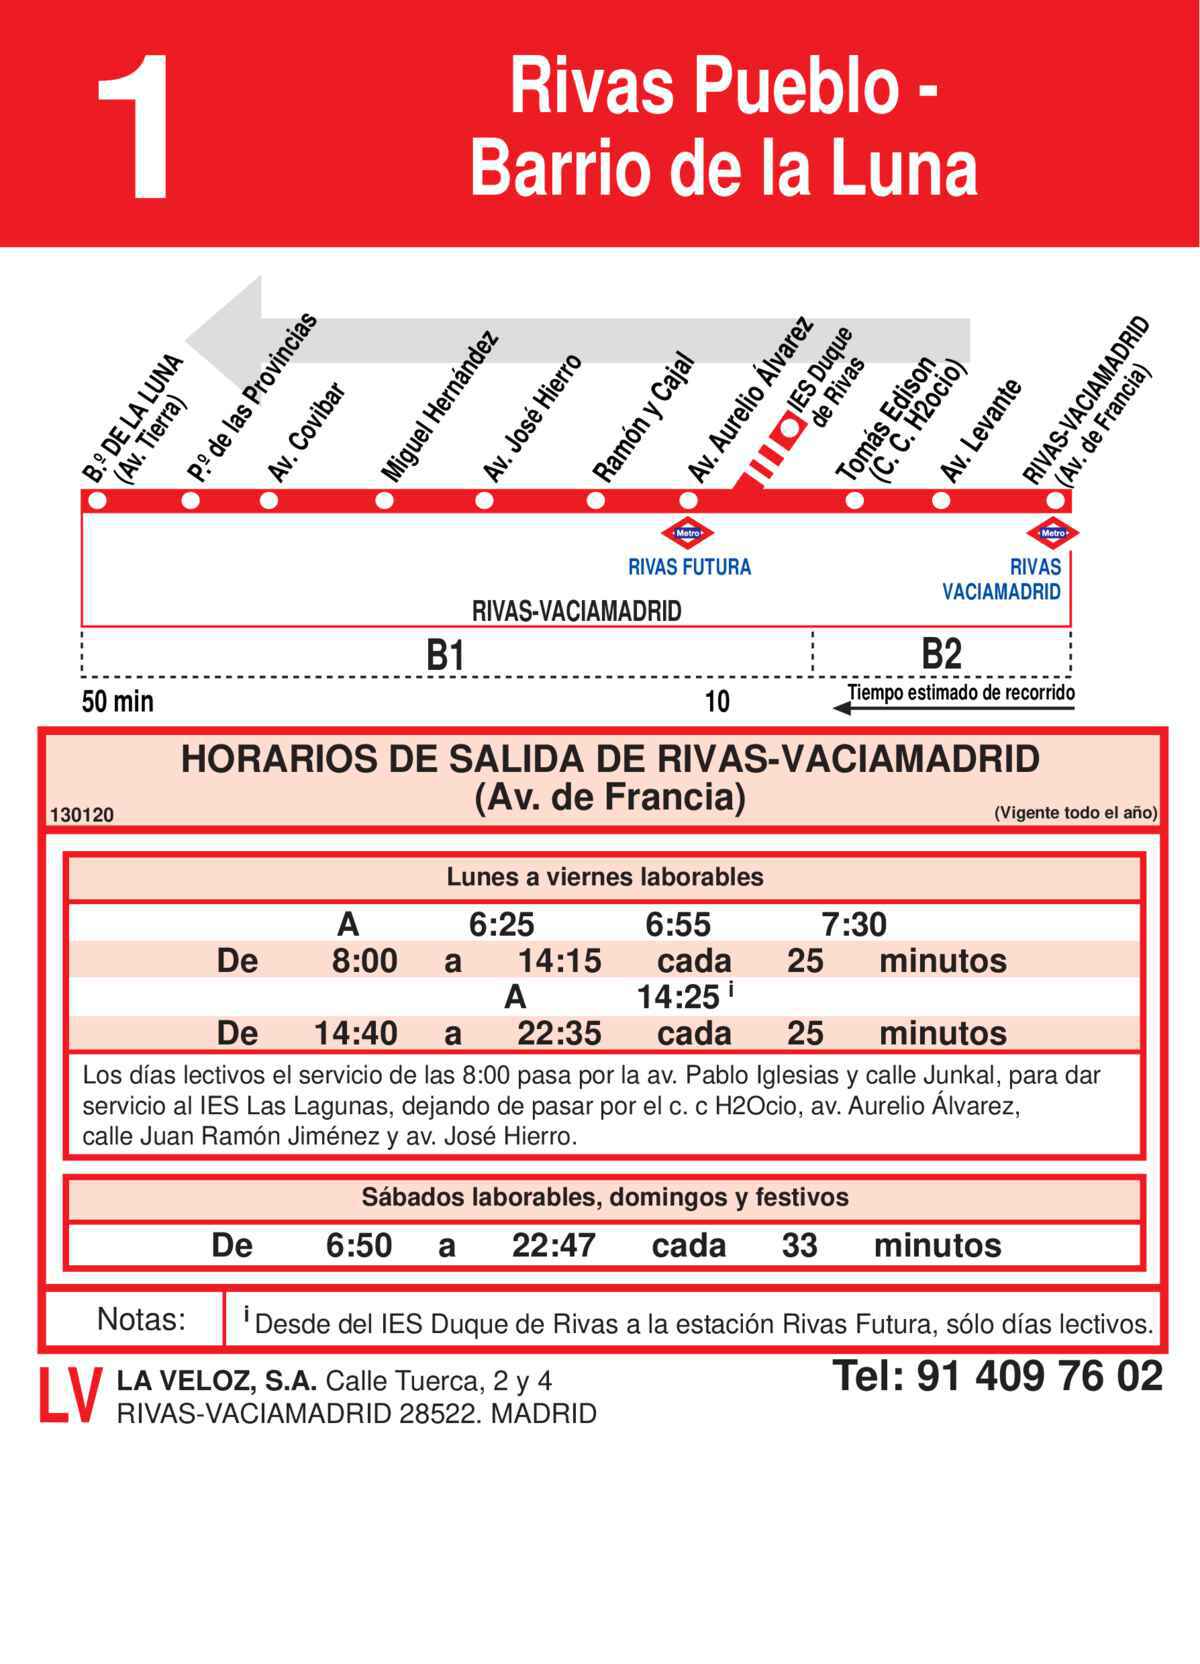 1
Rivas Pueblo -
Barrio de la Luna
B.º DE LA LUNA
(Av. Tierra)
P.º de las Provincias
Av. Covibar
Miguel Hernández
Av. José Hierro
Ramón y Cajal
Av. Aurelio Álvarez
IES Duque
de Rivas
Tomás Edison
(C. C. H2ocio)
Av. Levante
RIVAS-VACIAMADRID
(Av. de Francia)
Metro
RIVAS FUTURA
Metro
RIVAS
VACIAMADRID
RIVAS-VACIAMADRID
B1
B2
50 min
10
Tiempo estimado de recorrido
HORARIOS DE SALIDA DE RIVAS-VACIAMADRID
(Av. de Francia)
130120
(Vigente todo el año)
Lunes a viernes laborables
A 6:25 6:55 7:30
De 8:00 a 14:15 cada 25 minutos
A 14:25 i
De 14:40 a 22:35 cada 25 minutos
Los días lectivos el servicio de las 8:00 pasa por la av. Pablo Iglesias y calle Junkal, para dar
servicio al IES Las Lagunas, dejando de pasar por el c. c H2Ocio, av. Aurelio Álvarez,
calle Juan Ramón Jiménez y av. José Hierro.
Sábados laborables, domingos y festivos
De 6:50 a 22:47 cada 33 minutos
Notas:
i Desde del IES Duque de Rivas a la estación Rivas Futura, sólo días lectivos.
LV
LA VELOZ, S.A. Calle Tuerca, 2 y 4
RIVAS-VACIAMADRID 28522. MADRID
Tel: 91 409 76 02